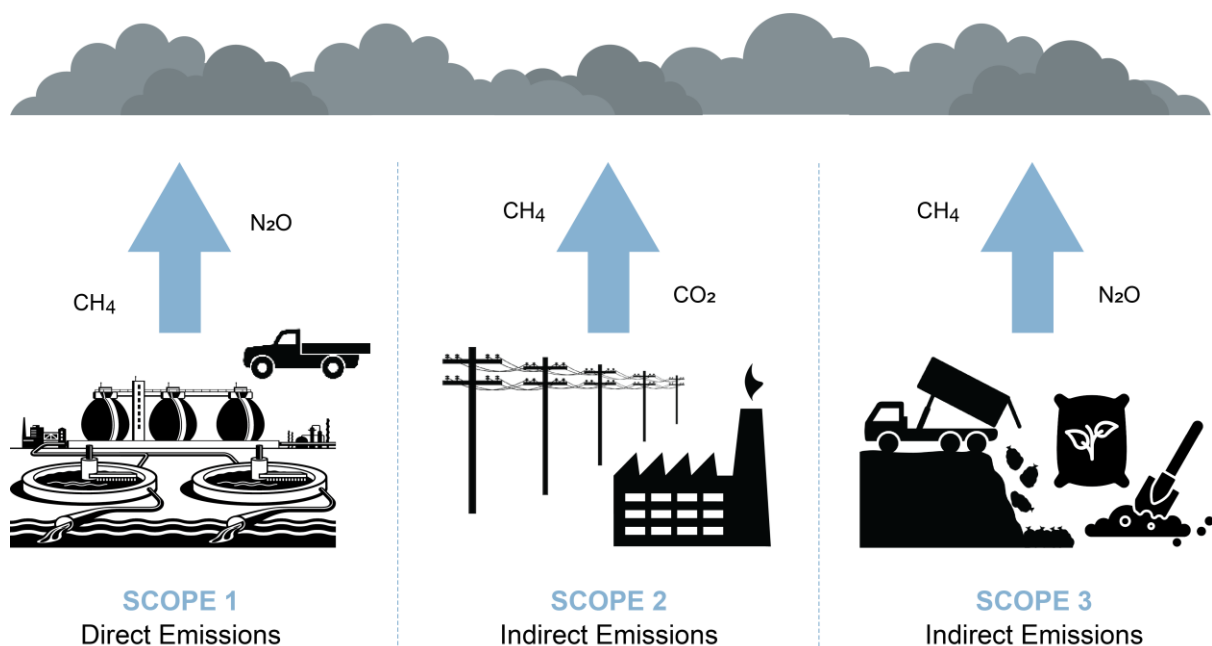 N₂O
CH₄
SCOPE 1
Direct Emissions
CH₄
CO₂
SCOPE 2
Indirect Emissions
CH₄
N₂O
SCOPE 3
Indirect Emissions